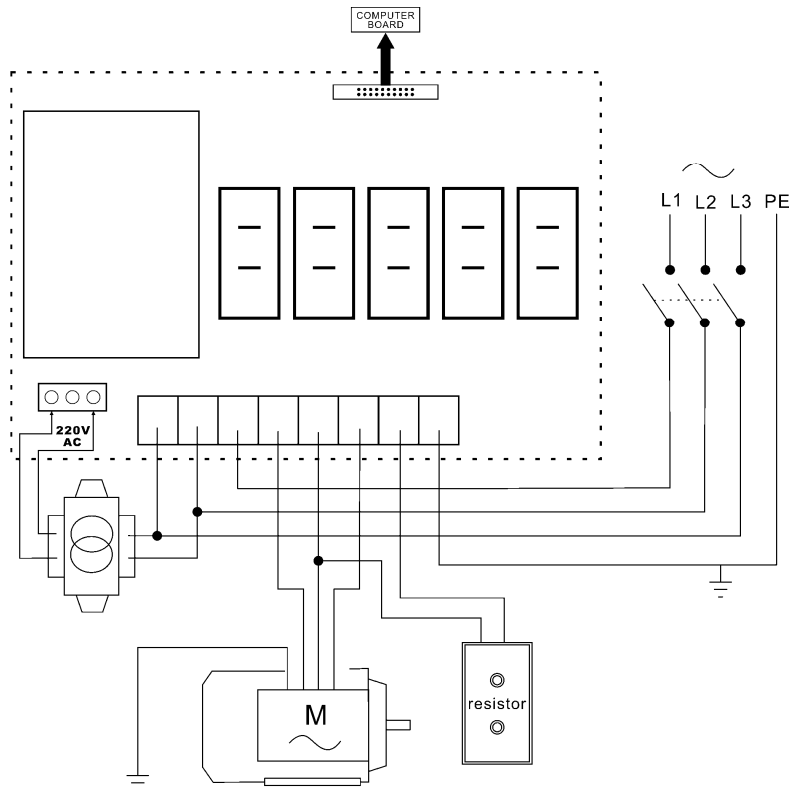 COMPUTER
BOARD
L1 L2 L3 PE
220V
AC
M
resistor